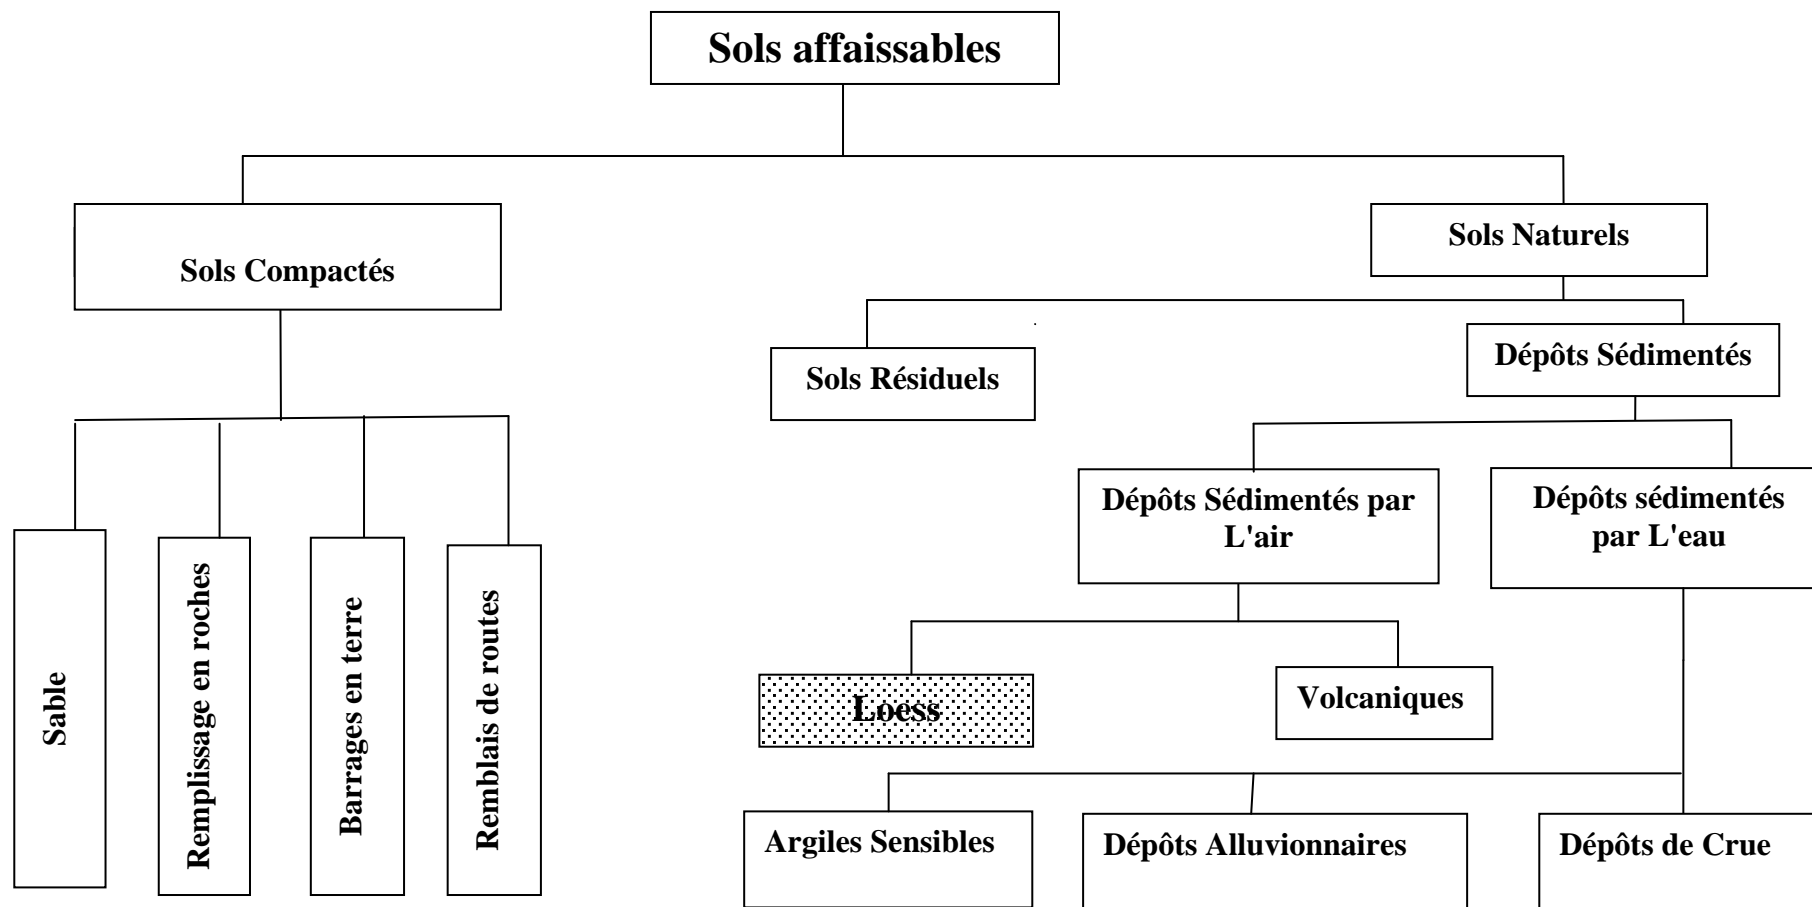 Sols affaissables
Sols Compactés
Sols Naturels
Sols Résiduels
Dépôts Sédimentés
Dépôts Sédimentés par
L'air
Dépôts sédimentés
par L'eau
Sable
Remplissage en roches
Barrages en terre
Remblais de routes
Loess
Volcaniques
Argiles Sensibles
Dépôts Alluvionnaires
Dépôts de Crue